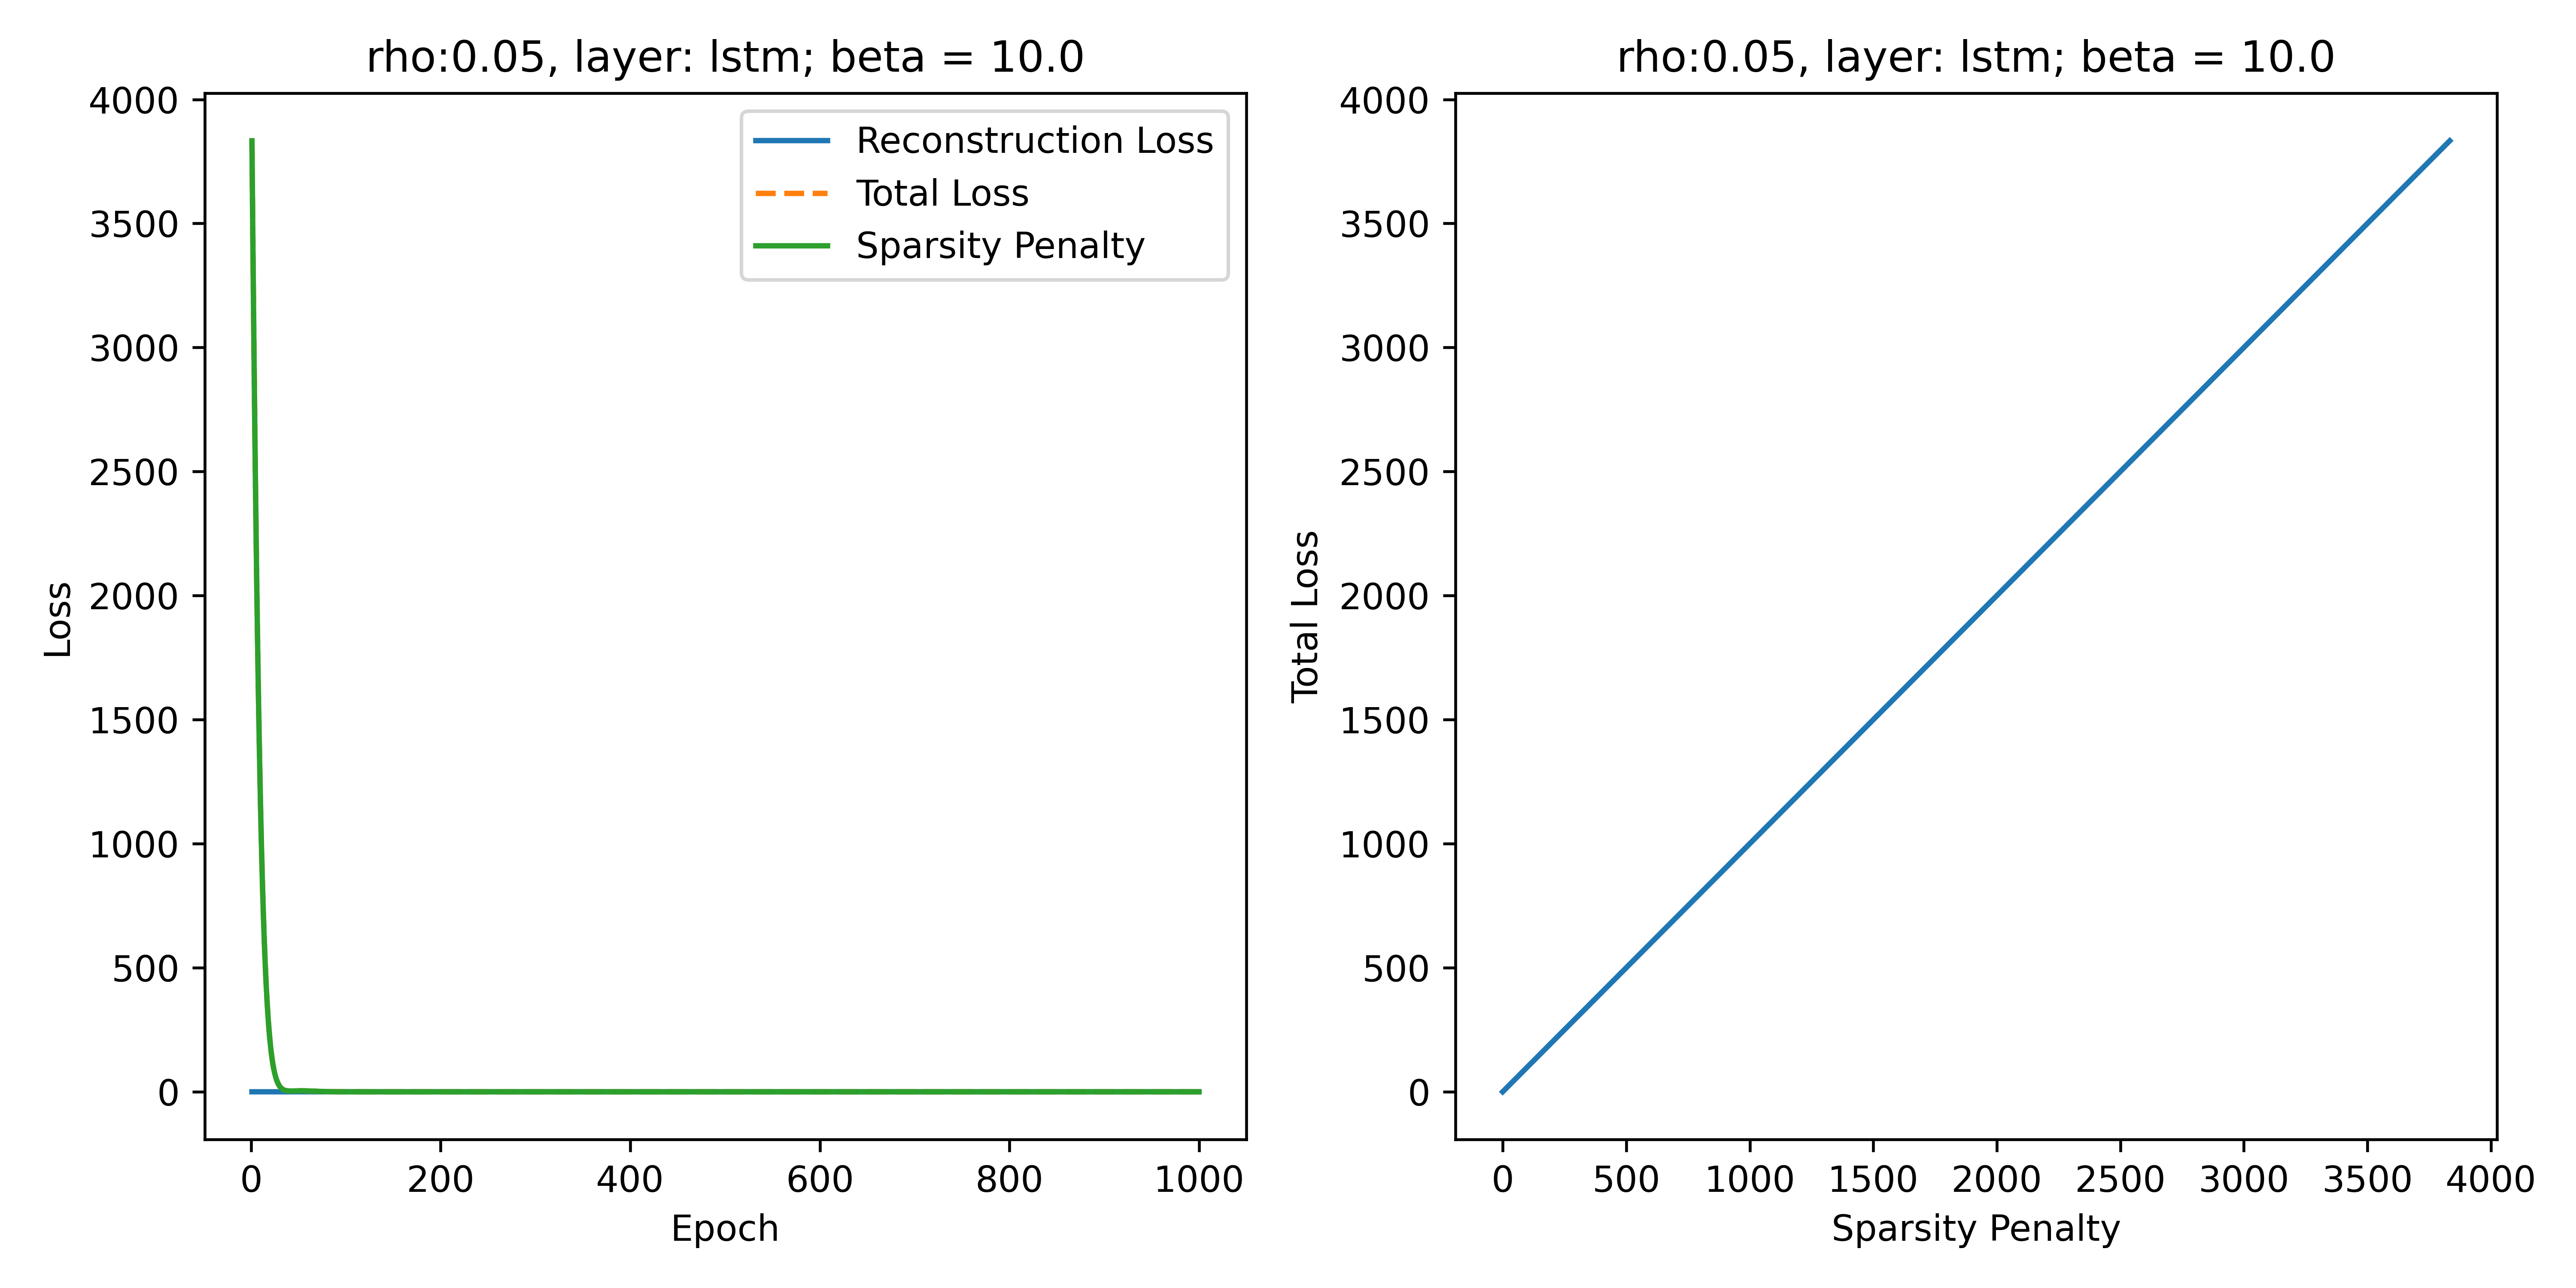 rho:0.05, layer: lstm; beta = 10.0
4000
3500
3000
2500
2000
1500
1000
500
0
Loss
Reconstruction Loss
Total Loss
Sparsity Penalty
0 200 400 600 800 1000
Epoch
rho:0.05, layer: lstm; beta = 10.0
4000
3500
3000
2500
2000
1500
1000
500
0
Total Loss
0 500 1000 1500 2000 2500 3000 3500 4000
Sparsity Penalty